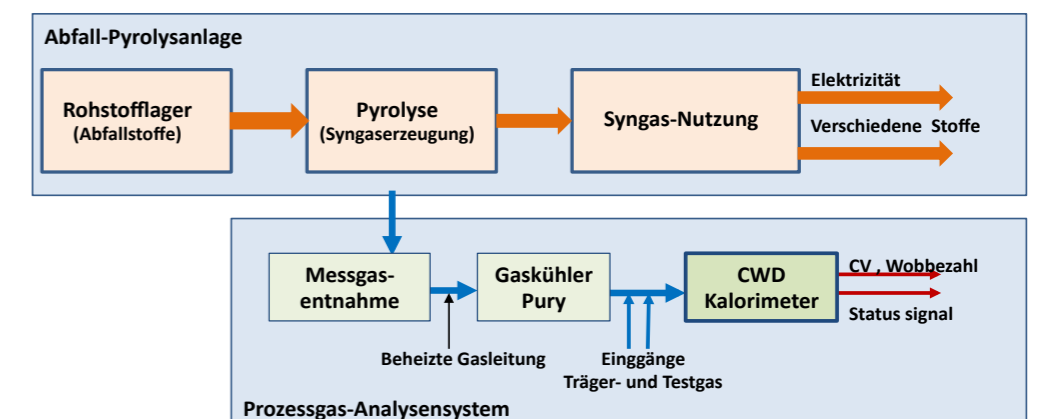 Abfall-Pyrolysanlage
Rohstofflager
(Abfallstoffe)
Pyrolyse
(Syngaserzeugung)
Syngas-Nutzung
Elektrizität
Verschiedene Stoffe
Messgas-
entnahme
Gaskühler
Pury
CWD
Kalorimeter
CV , Wobbezahl
Status signal
Beheizte Gasleitung
Einggänge
Träger- und Testgas
Prozessgas-Analysensystem